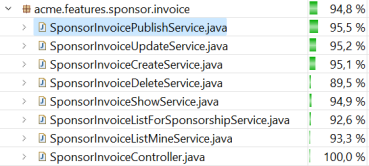 acme.features.sponsor.invoice 94,8 %
SponsorInvoicePublishService.java 95,5 %
SponsorInvoiceUpdateService.java 95,2 %
SponsorInvoiceCreateService.java 95,1 %
SponsorInvoiceDeleteService.java 89,5 %
SponsorInvoiceShowService.java 94,9 %
SponsorInvoiceListForSponsorshipService.java 92,6 %
SponsorInvoiceListMineService.java 93,3 %
SponsorInvoiceController.java 100,0 %